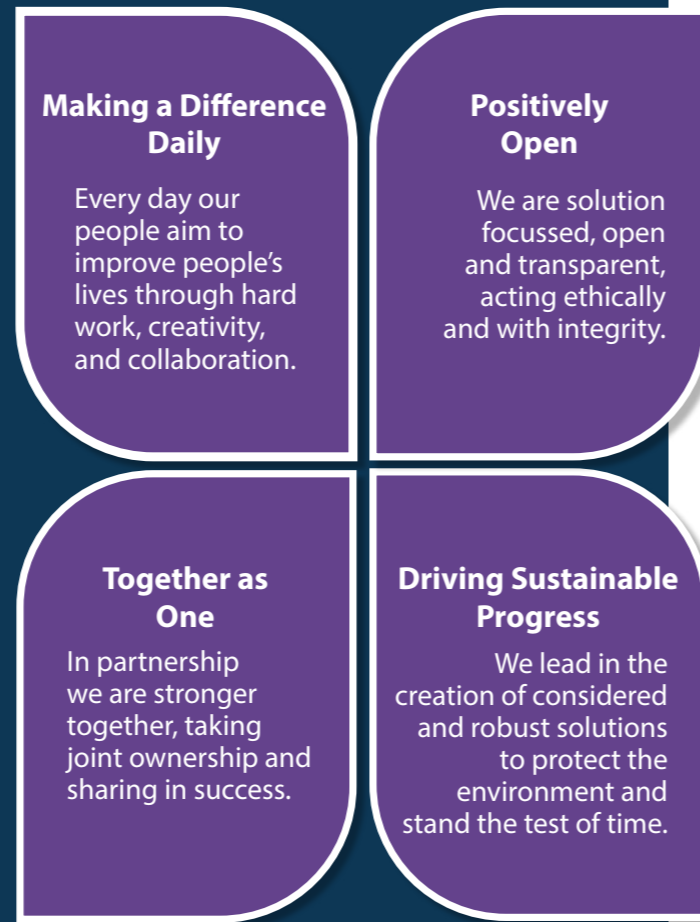 Making a Difference
Daily
Every day our
people aim to
improve people’s
lives through hard
work, creativity,
and collaboration.
Positively
Open
We are solution
focussed, open
and transparent,
acting ethically
and with integrity.
Together as
One
In partnership
we are stronger
together, taking
joint ownership and
sharing in success.
Driving Sustainable
Progress
We lead in the
creation of considered
and robust solutions
to protect the
environment and
stand the test of time.